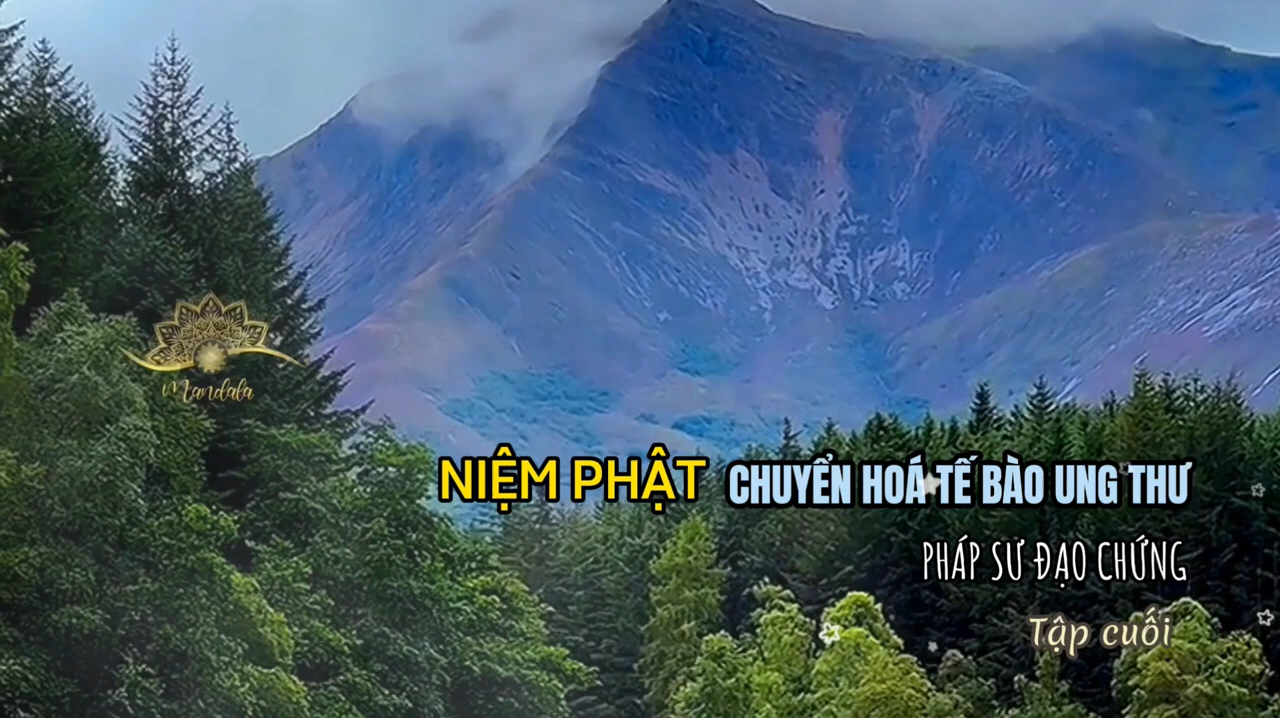 Mandala
NIỆM PHẬT CHUYỂN HOÁ TẾ BÀO UNG THƯ
PHÁP SƯ ĐẠO CHỨNG
Tập cuối